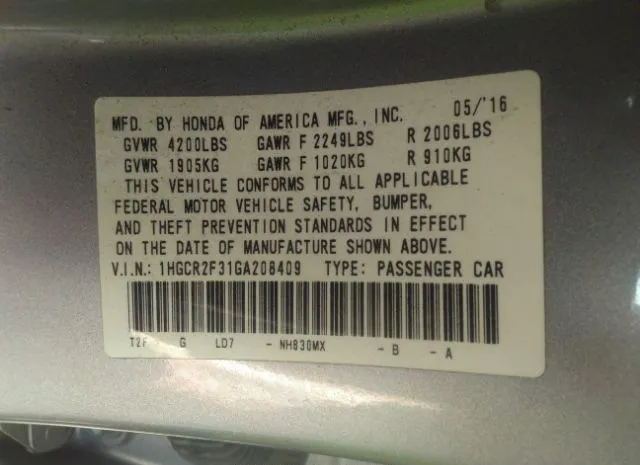 MFD. BY HONDA OF AMERICA MFG., INC. 05/'16
GVWR 4200LBS GAWR F 2249LBS R 2006LBS
GVWR 1905KG GAWR F 1020KG R 910KG
THIS VEHICLE CONFORMS TO ALL APPLICABLE
FEDERAL MOTOR VEHICLE SAFETY, BUMPER,
AND THEFT PREVENTION STANDARDS IN EFFECT
ON THE DATE OF MANUFACTURE SHOWN ABOVE.
V.I.N.: 1HGCR2F31GA208409 TYPE: PASSENGER CAR
T2F G LD7 - NH830MX - B - A